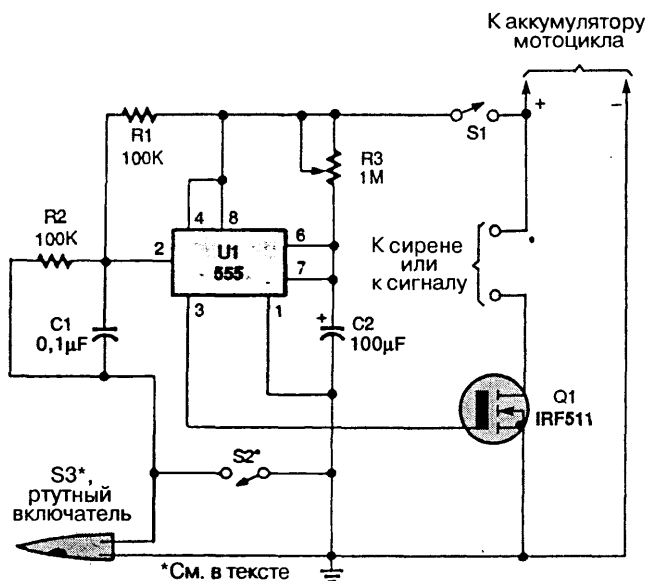 К аккумулятору
мотоцикла
+
–
S1
R1
100K
R3
1M
R2
100K
4
8
2
U1
555
6
7
3
1
К сирене
или
к сигналу
C1
0,1µF
+
C2
100µF
Q1
IRF511
S3*,
ртутный
включатель
S2*
*См. в тексте